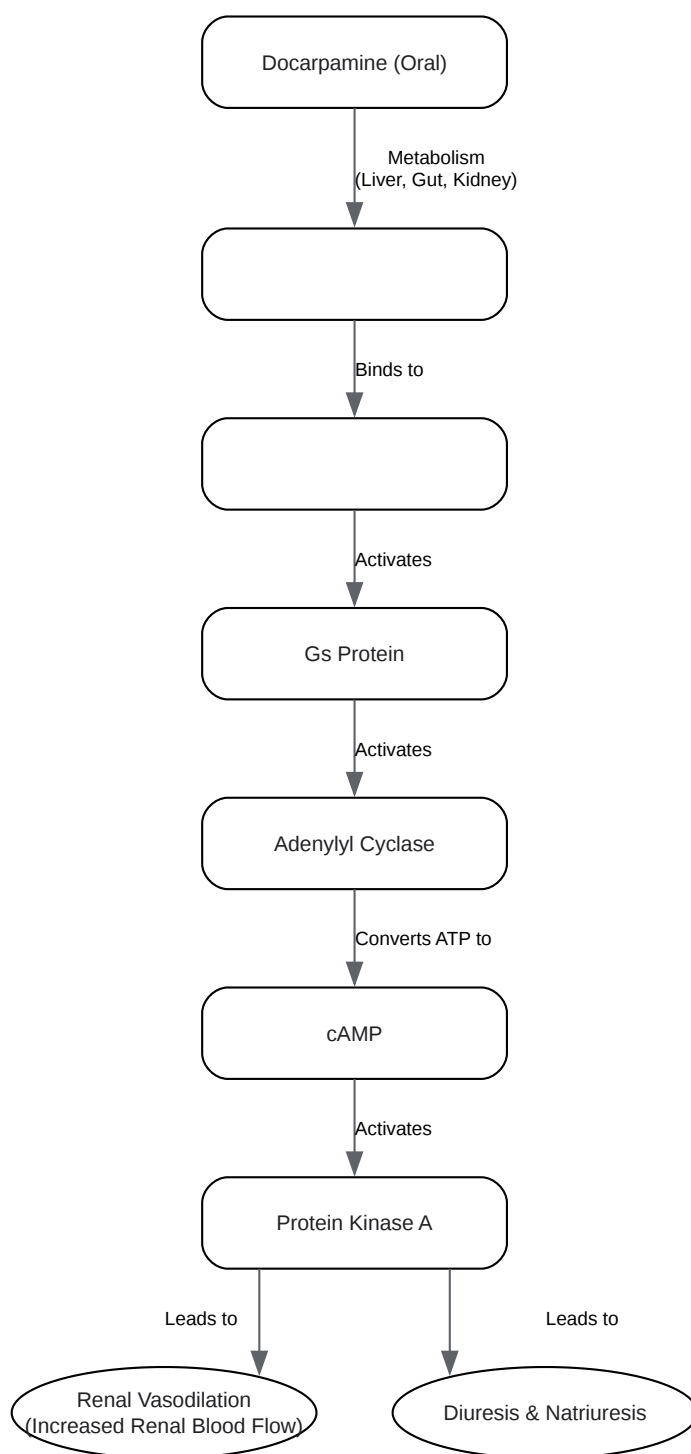 Docarpamine (Oral)
Metabolism
(Liver, Gut, Kidney)
Binds to
Activates
Gs Protein
Activates
Adenylyl Cyclase
Converts ATP to
cAMP
Activates
Protein Kinase A
Leads to
Leads to
Renal Vasodilation
(Increased Renal Blood Flow)
Diuresis & Natriuresis